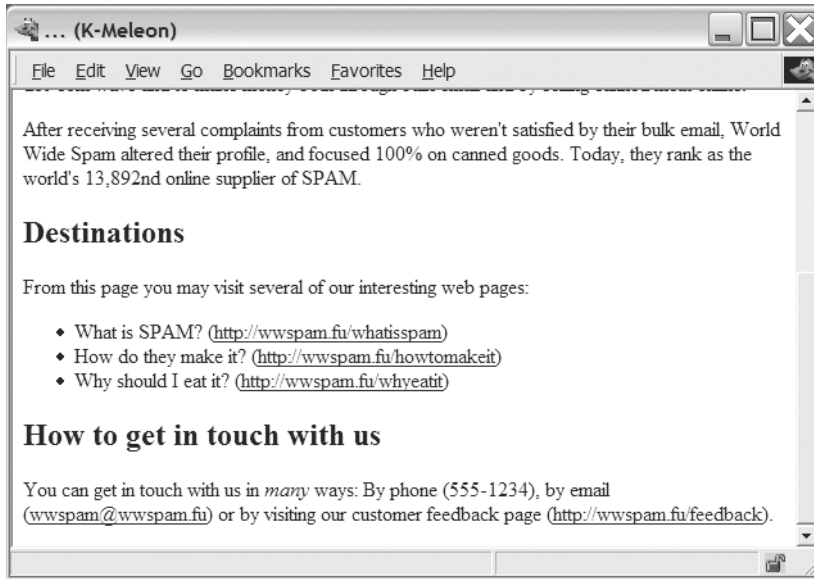 ... (K-Meleon)
File Edit View Go Bookmarks Favorites Help
After receiving several complaints from customers who weren't satisfied by their bulk email, World
Wide Spam altered their profile, and focused 100% on canned goods. Today, they rank as the
world's 13,892nd online supplier of SPAM.
Destinations
From this page you may visit several of our interesting web pages:
• What is SPAM? (http://wwspam.fu/whatisspam)
• How do they make it? (http://wwspam.fu/howtomakeit)
• Why should I eat it? (http://wwspam.fu/whyeatit)
How to get in touch with us
You can get in touch with us in many ways: By phone (555-1234), by email
(wwspam@wwspam.fu) or by visiting our customer feedback page (http://wwspam.fu/feedback).